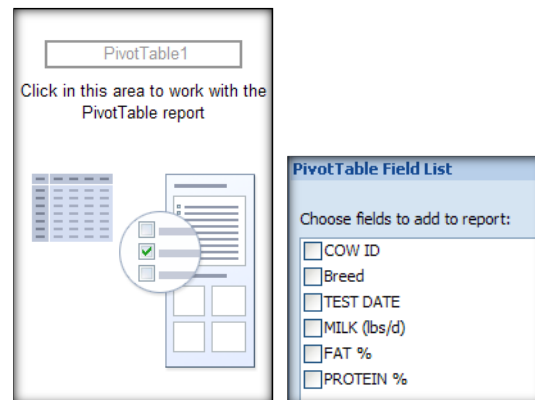 PivotTable1
Click in this area to work with the
PivotTable report
PivotTable Field List
Choose fields to add to report:
COW ID
Breed
TEST DATE
MILK (lbs/d)
FAT %
PROTEIN %